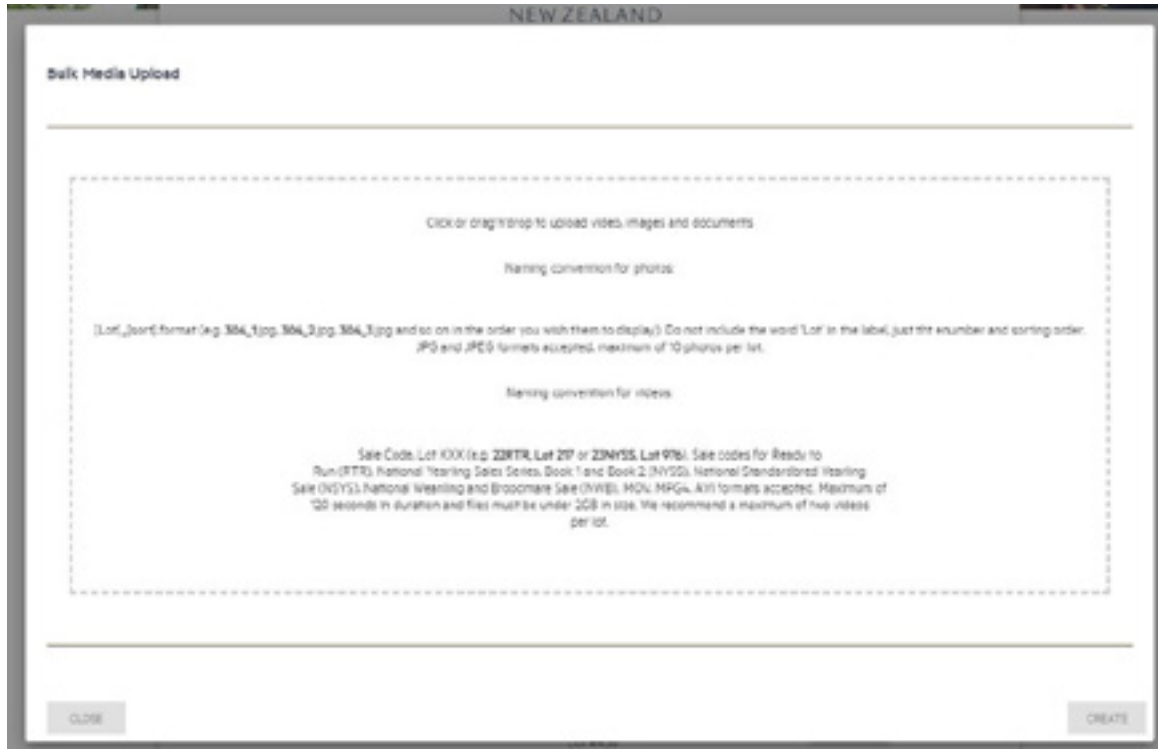 NEW ZEALAND
Bulk Media Upload
Click or drag'n'drop to upload video, images and documents
Naming convention for photos:
[Lot]_[sort] format (e.g. 384_1.jpg, 384_2.jpg, 384_3.jpg and so on in the order you wish them to display). Do not include the word 'Lot' in the label, just tht enumber and sorting order.
JPG and JPEG formats accepted, maximum of 10 photos per lot.
Naming convention for videos:
Sale Code, Lot XXX (e.g. 22RTR, Lot 217 or 23NYSS, Lot 976). Sale codes for Ready to
Run (RTR), National Yearling Sales Series, Book 1 and Book 2 (NYSS), National Standardbred Yearling
Sale (NSYS), National Weanling and Broodmare Sale (NWB). MOV, MPG4, AVI formats accepted. Maximum of
120 seconds in duration and files must be under 2GB in size. We recommend a maximum of two videos
per lot.
CLOSE
CREATE